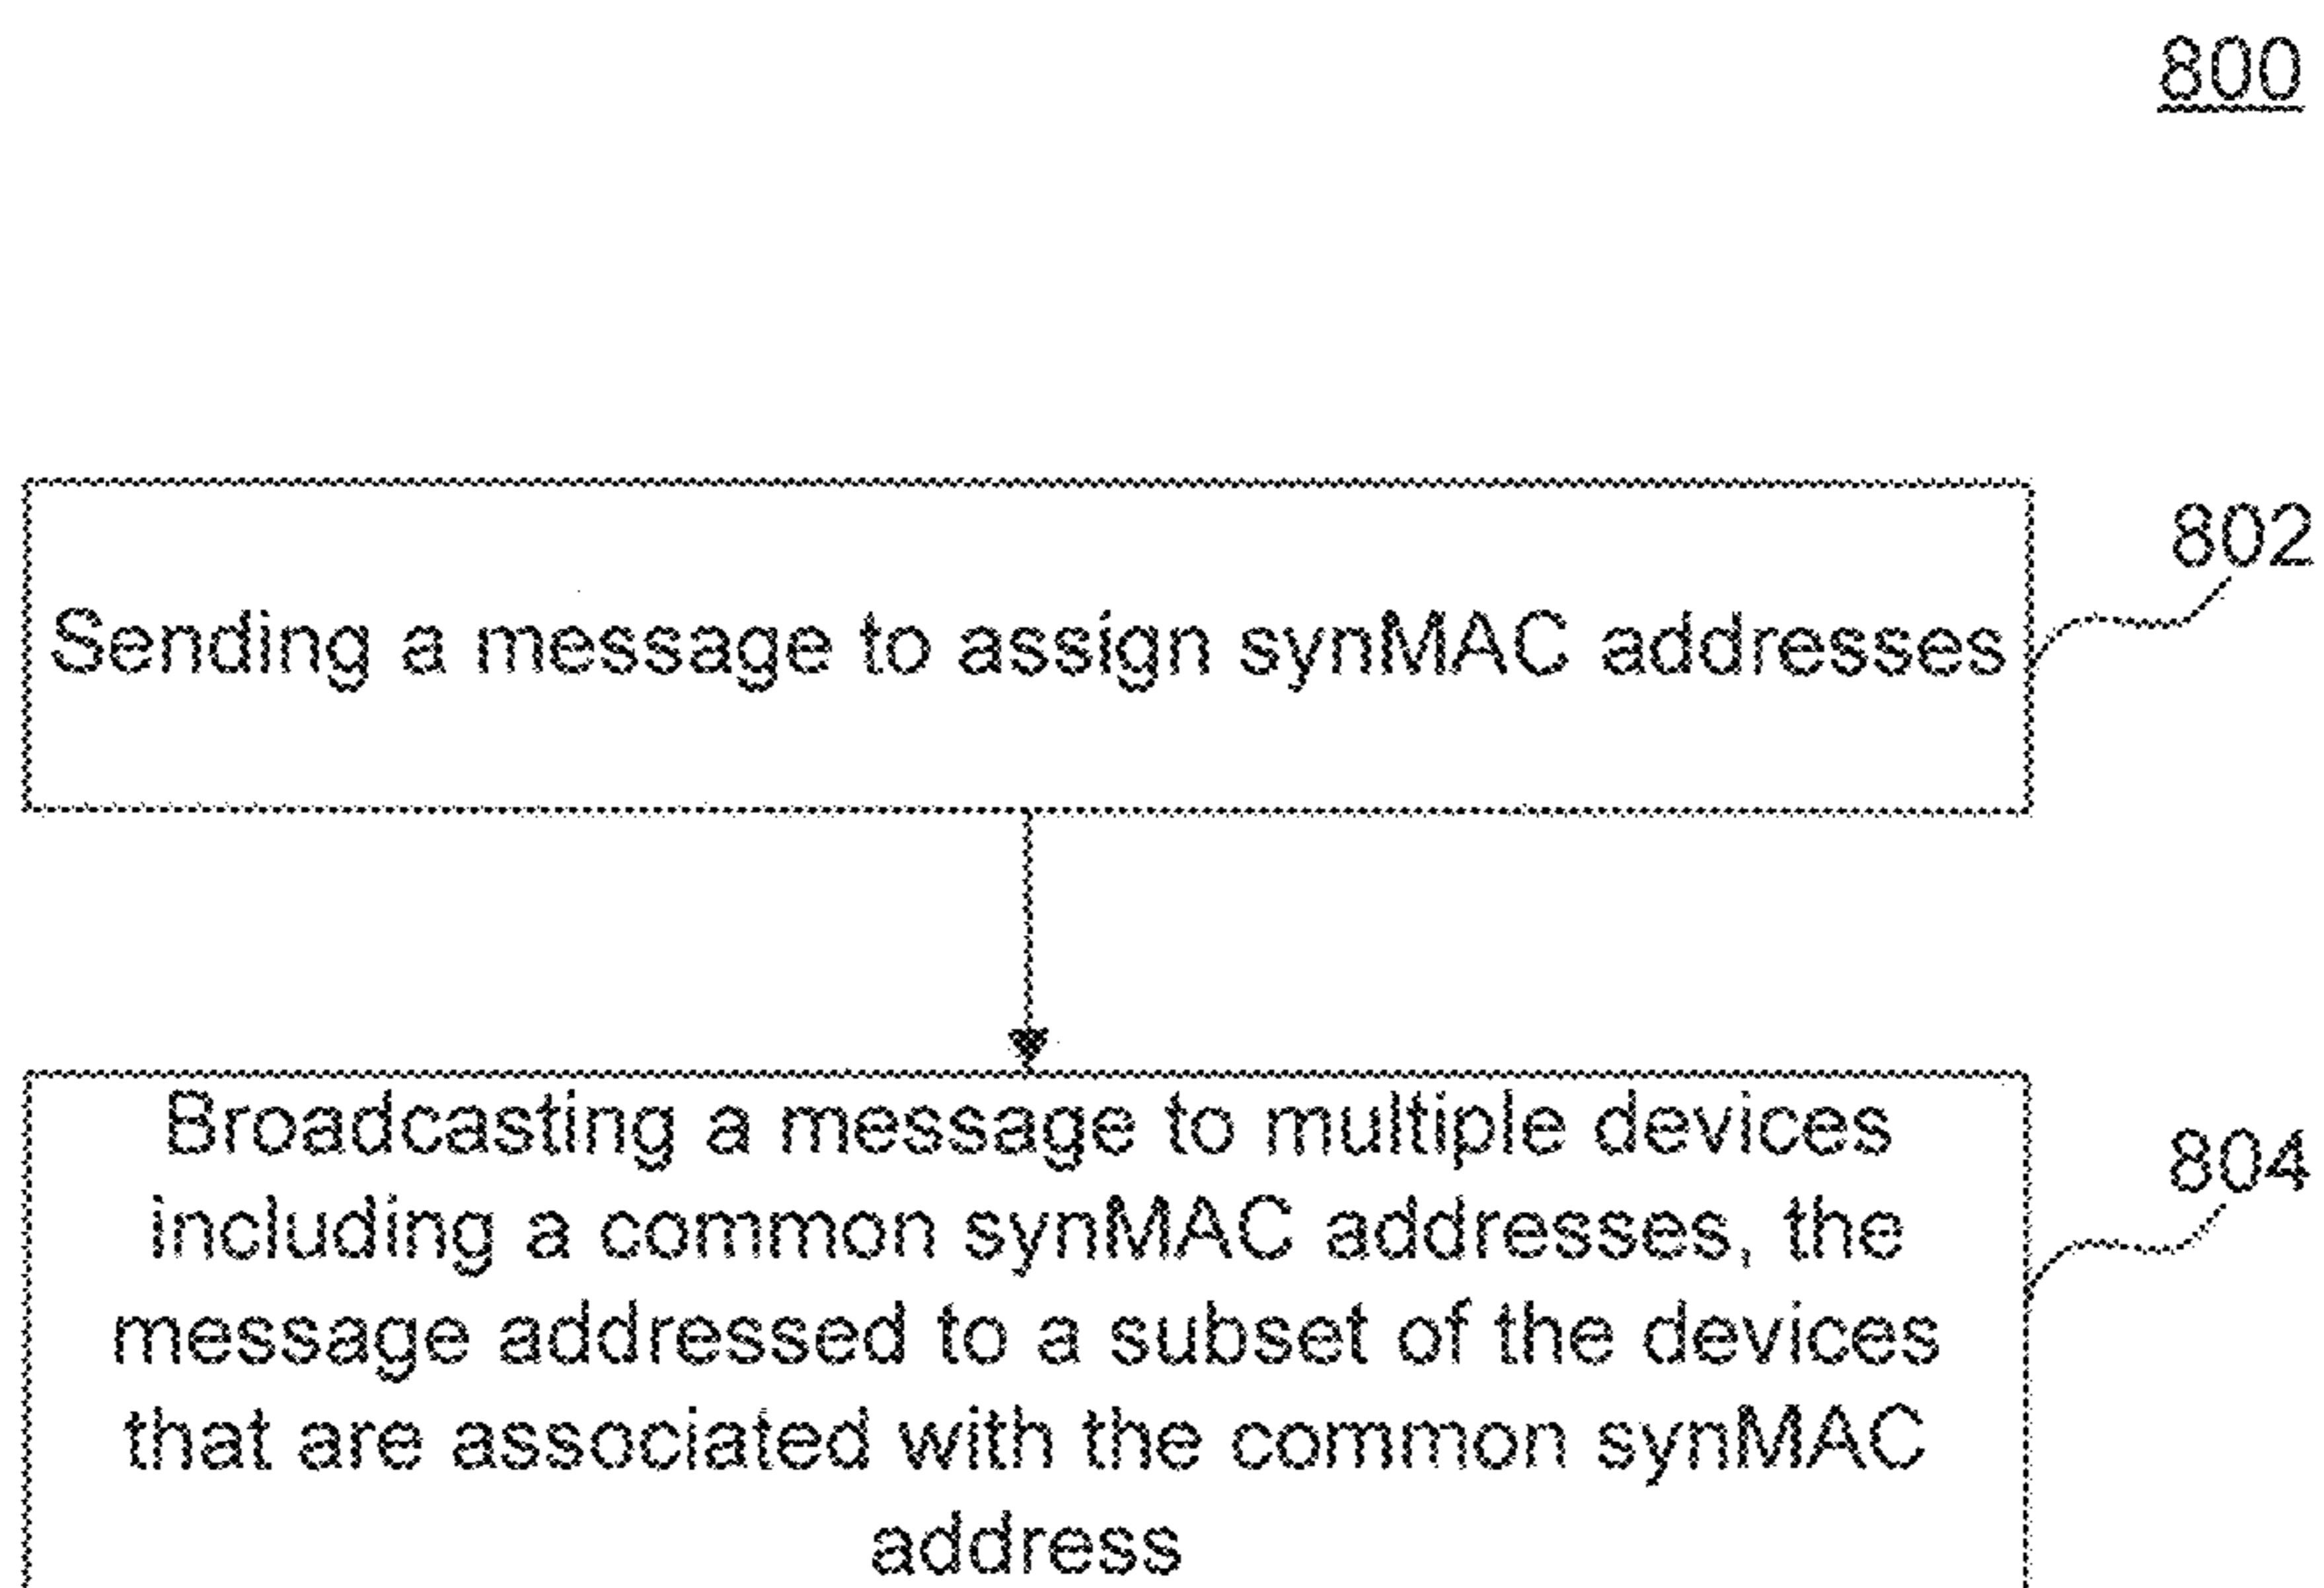 800
802
Sending a message to assign synMAC addresses
Broadcasting a message to multiple devices
804
including a common synMAC addresses, the
message addressed to a subset of the devices
that are associated with the common synMAC
address